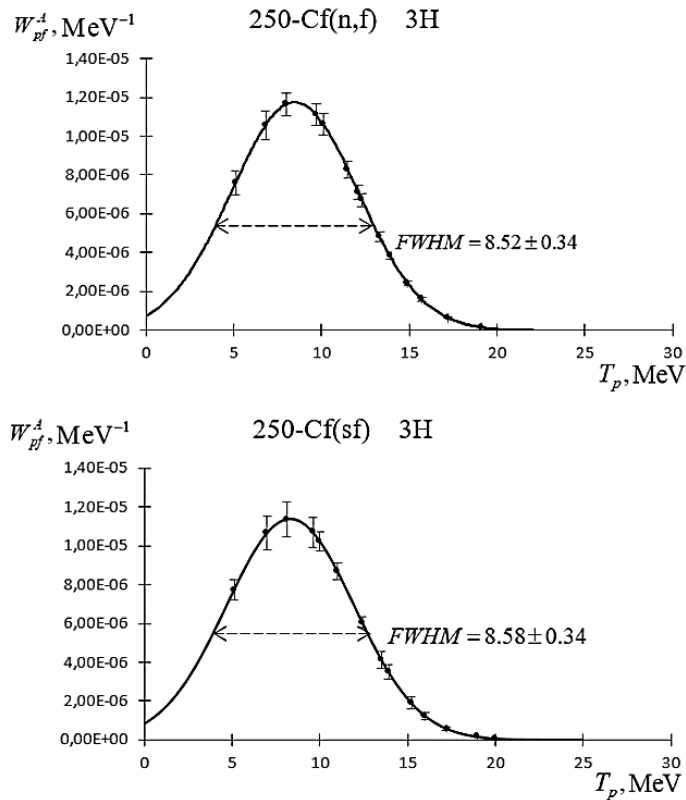 W_{pf}^{A}, MeV⁻¹ 250-Cf(n,f) 3H
1,40E-05
1,20E-05
1,00E-05
8,00E-06
6,00E-06
FWHM = 8.52 ± 0.34
4,00E-06
2,00E-06
0,00E+00
0 5 10 15 20 25 30
T_p, MeV
W_{pf}^{A}, MeV⁻¹ 250-Cf(sf) 3H
1,40E-05
1,20E-05
1,00E-05
8,00E-06
6,00E-06
FWHM = 8.58 ± 0.34
4,00E-06
2,00E-06
0,00E+00
0 5 10 15 20 25 30
T_p, MeV